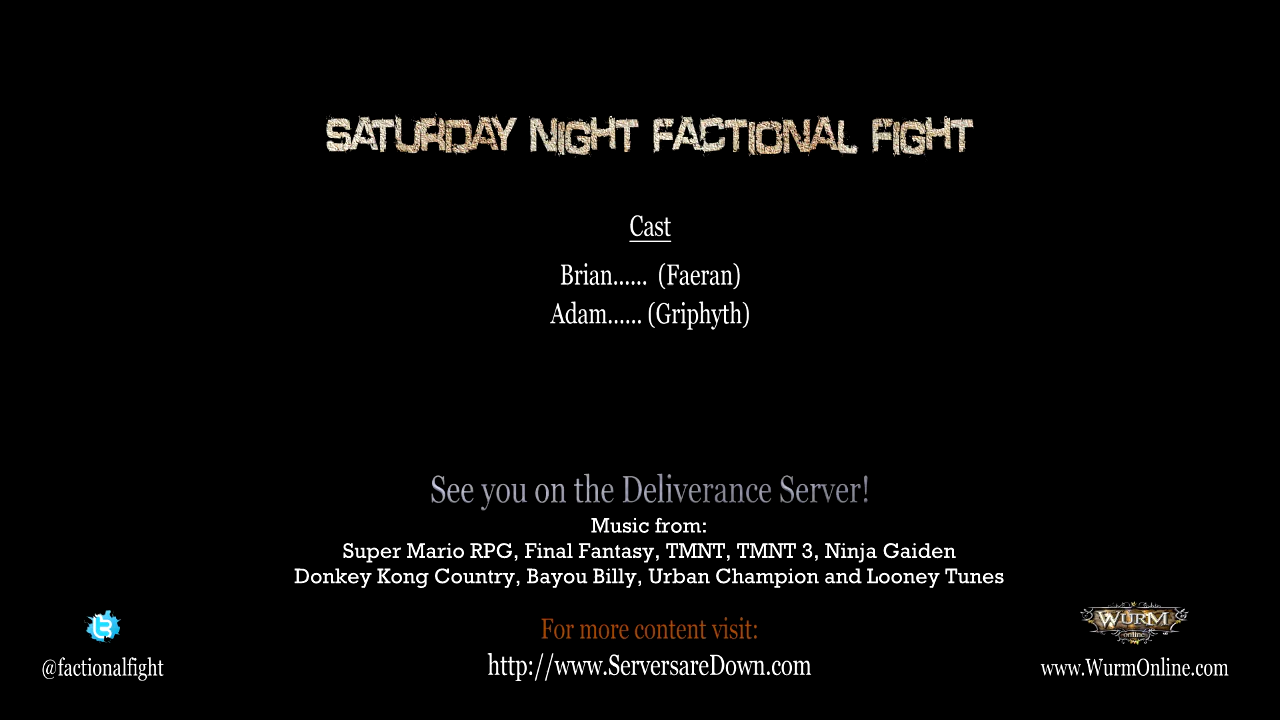 SATURDAY NIGHT FACTIONAL FIGHT
Cast
Brian...... (Faeran)
Adam...... (Griphyth)
See you on the Deliverance Server!
Music from:
Super Mario RPG, Final Fantasy, TMNT, TMNT 3, Ninja Gaiden
Donkey Kong Country, Bayou Billy, Urban Champion and Looney Tunes
For more content visit:
http://www.ServersareDown.com
@factionalfight
WURM
online
www.WurmOnline.com